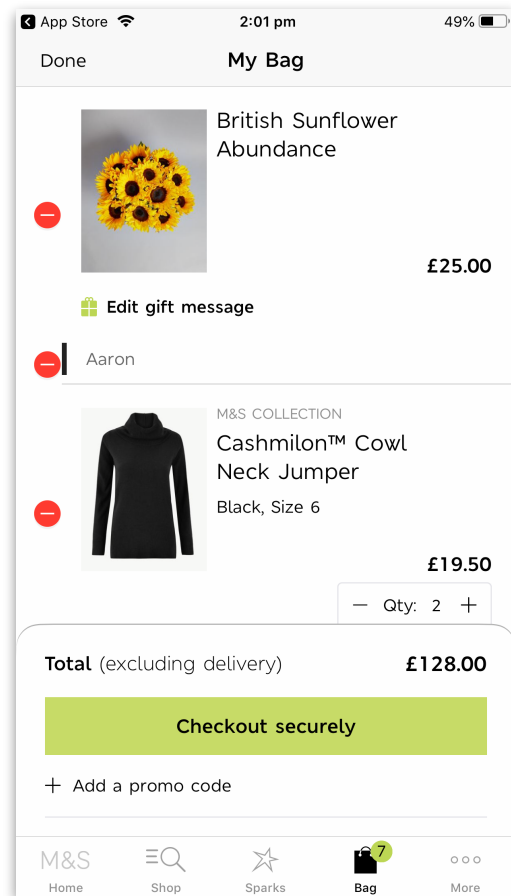 App Store
2:01 pm
49%
Done
My Bag
British Sunflower
Abundance
£25.00
Edit gift message
Aaron
M&S COLLECTION
Cashmilon™ Cowl
Neck Jumper
Black, Size 6
£19.50
Qty: 2
Total (excluding delivery)
£128.00
Checkout securely
Add a promo code
M&S
7
Home
Shop
Sparks
Bag
More